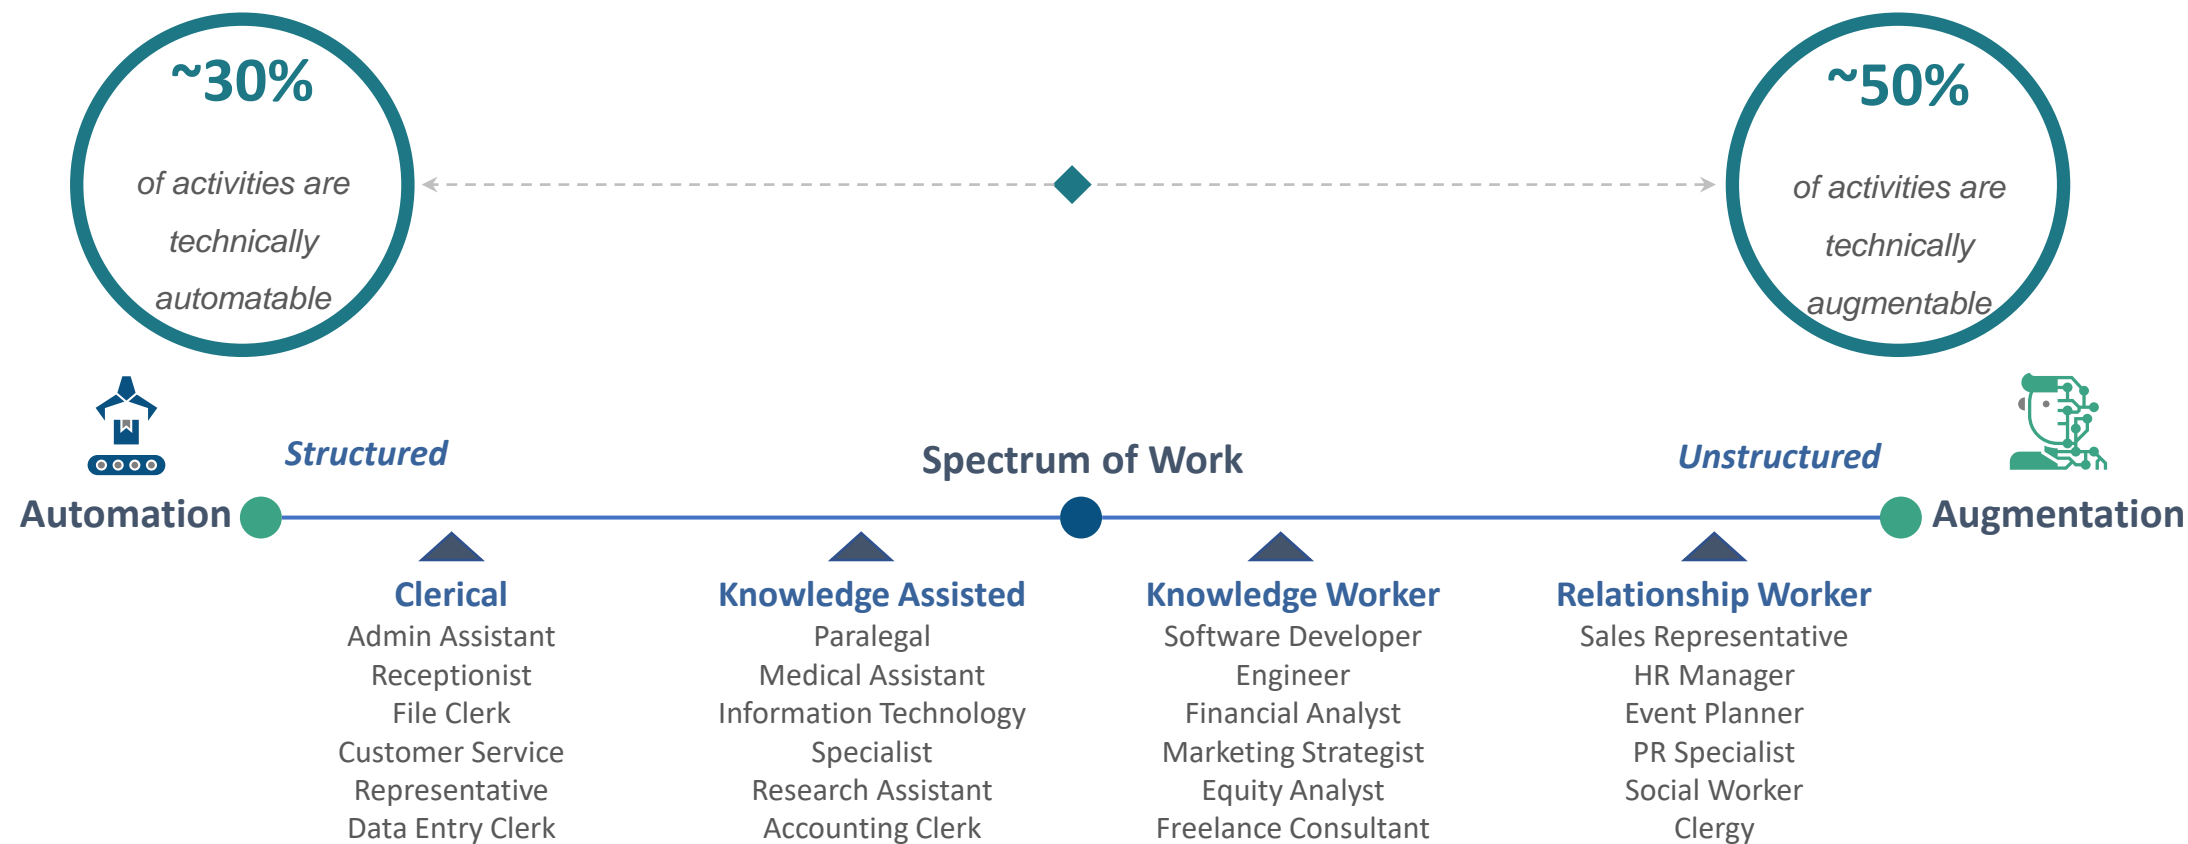 ~30%
of activities are
technically
automatable
~50%
of activities are
technically
augmentable
Structured
Spectrum of Work
Unstructured
Automation
Augmentation
Clerical
Admin Assistant
Receptionist
File Clerk
Customer Service
Representative
Data Entry Clerk
Knowledge Assisted
Paralegal
Medical Assistant
Information Technology
Specialist
Research Assistant
Accounting Clerk
Knowledge Worker
Software Developer
Engineer
Financial Analyst
Marketing Strategist
Equity Analyst
Freelance Consultant
Relationship Worker
Sales Representative
HR Manager
Event Planner
PR Specialist
Social Worker
Clergy